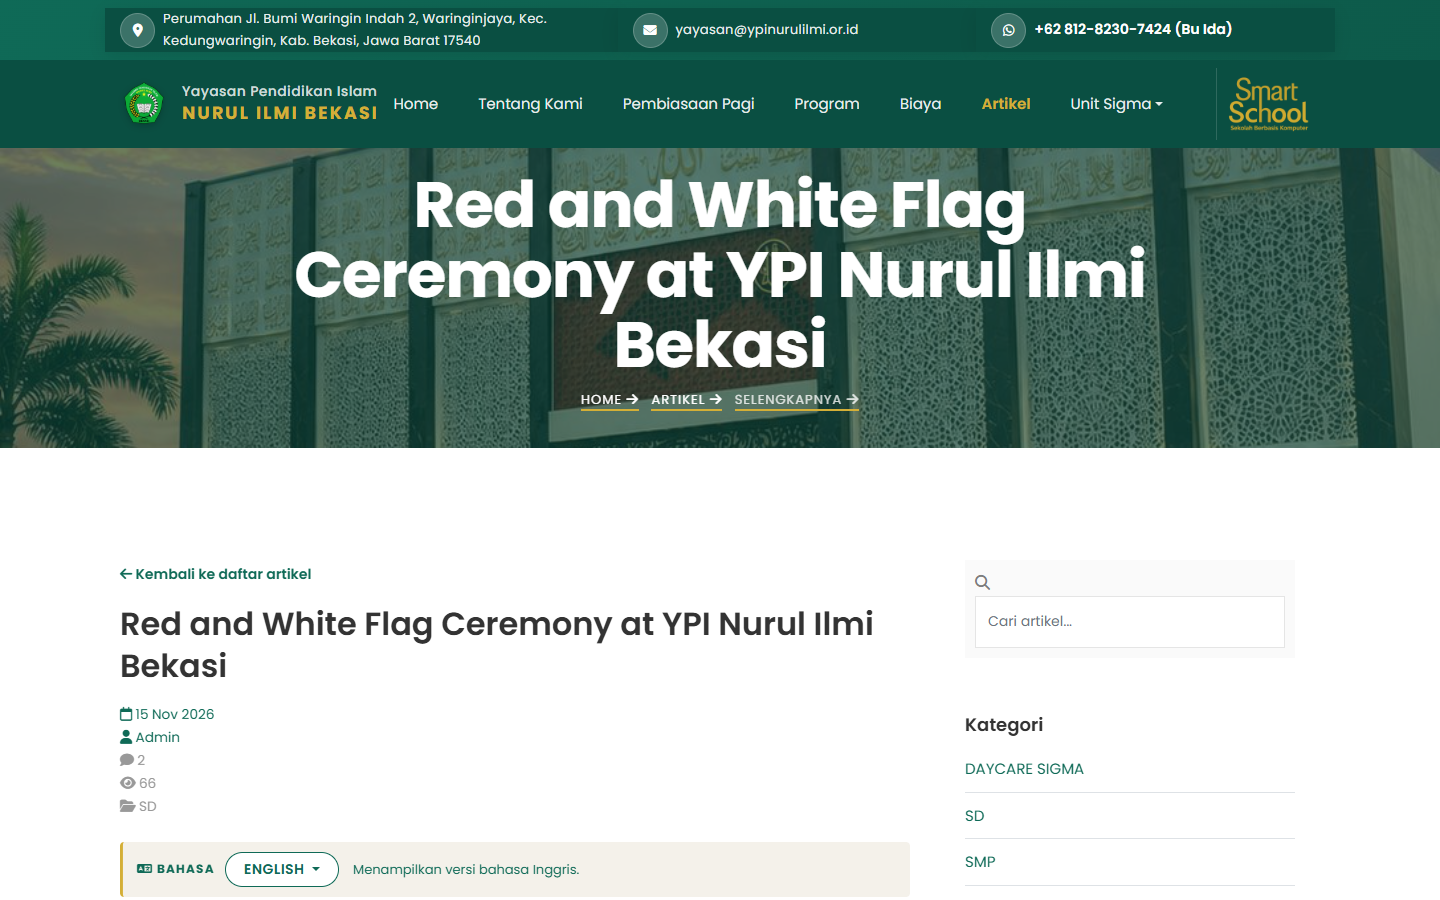 Perumahan Jl. Bumi Waringin Indah 2, Waringinjaya, Kec.
Kedungwaringin, Kab. Bekasi, Jawa Barat 17540
yayasan@ypinurulilmi.or.id
+62 812-8230-7424 (Bu Ida)
Yayasan Pendidikan Islam
NURUL ILMI BEKASI
Home
Tentang Kami
Pembiasaan Pagi
Program
Biaya
Artikel
Unit Sigma
Smart
School
Sekolah Berbasis Komputer
Red and White Flag
Ceremony at YPI Nurul Ilmi
Bekasi
HOME
ARTIKEL
SELENGKAPNYA
Kembali ke daftar artikel
Red and White Flag Ceremony at YPI Nurul Ilmi
Bekasi
15 Nov 2026
Admin
2
66
SD
BAHASA
ENGLISH
Menampilkan versi bahasa Inggris.
Cari artikel...
Kategori
DAYCARE SIGMA
SD
SMP